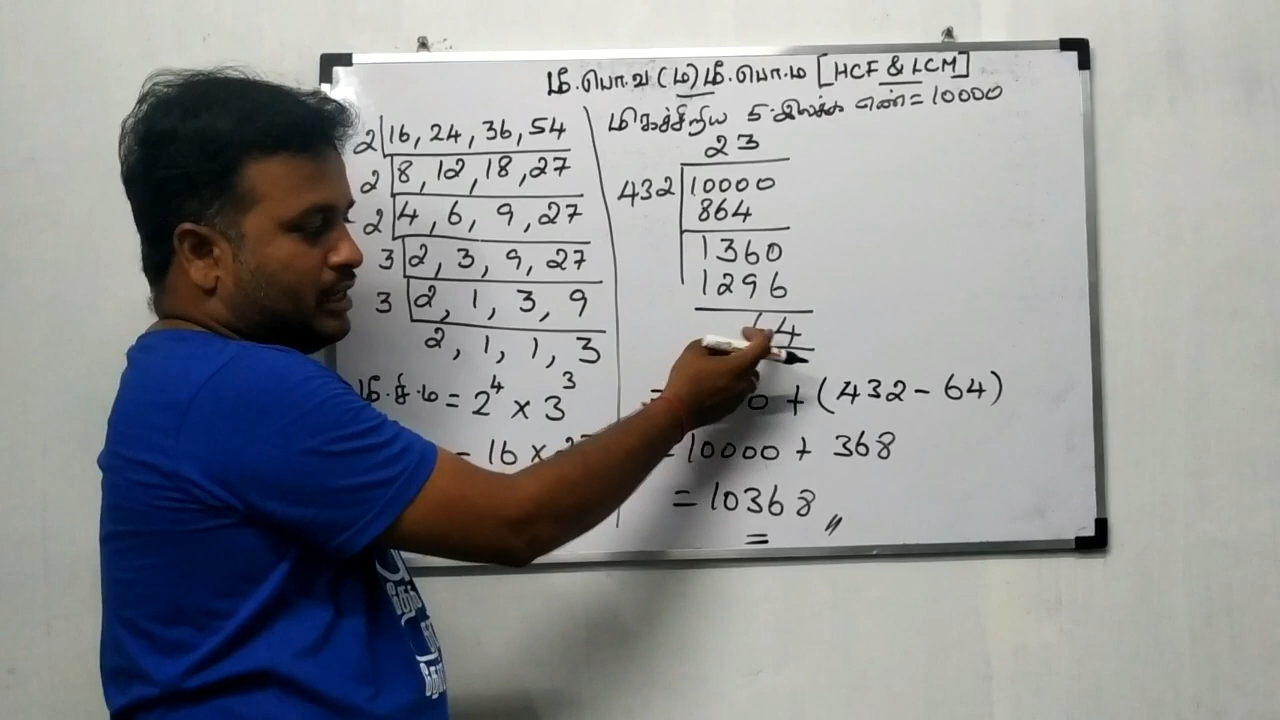 மீ.பொ.வ (ம) மீ.பொ.ம [HCF & LCM]
2 | 16, 24, 36, 54
2 | 8, 12, 18, 27
2 | 4, 6, 9, 27
3 | 2, 3, 9, 27
3 | 2, 1, 3, 9
2, 1, 1, 3
மீ.சி.ம = 2⁴ × 3³
= 16 ×
மிகச்சிறிய 5 இலக்க எண் = 10000
23
432 | 10000
864
1360
1296
64
+ (432 - 64)
= 10000 + 368
= 10368 "
=
தேச